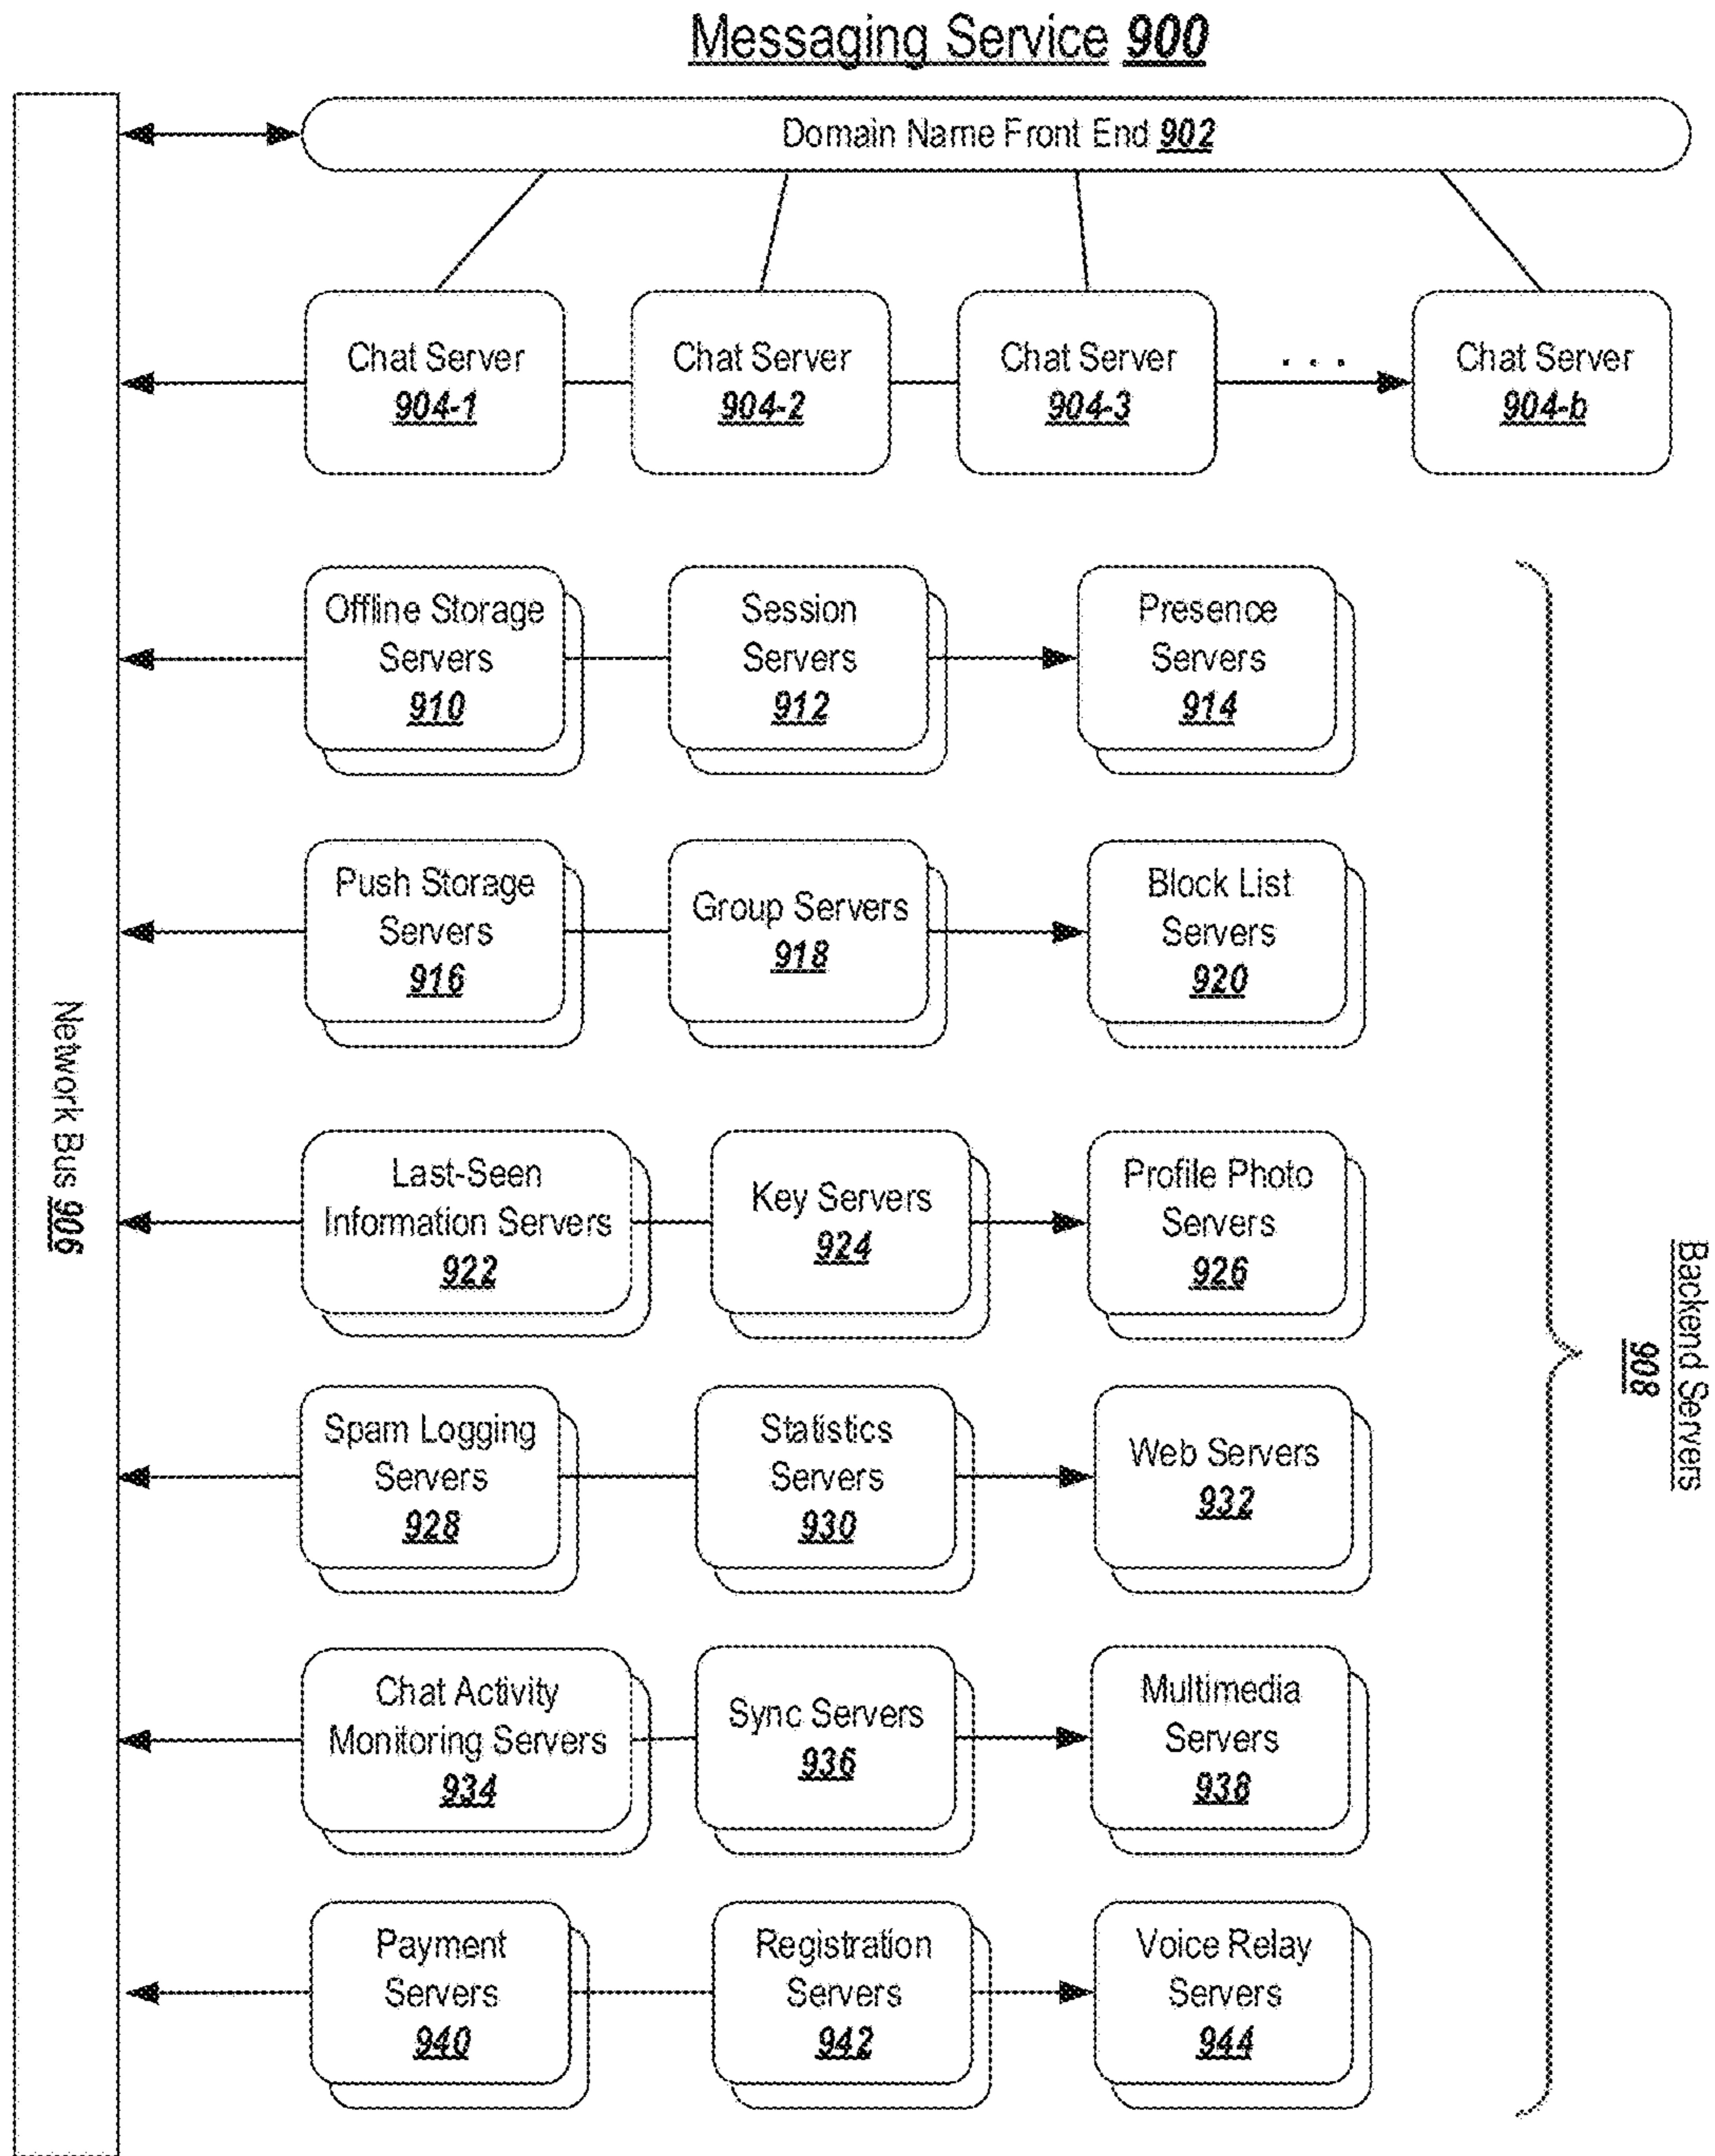 Messaging Service 900
Domain Name Front End 902
Chat Server
904-1
Chat Server
904-2
Chat Server
904-3
. . .
Chat Server
904-b
Network Bus 906
Offline Storage
Servers
910
Session
Servers
912
Presence
Servers
914
Push Storage
Servers
916
Group Servers
918
Block List
Servers
920
Last-Seen
Information Servers
922
Key Servers
924
Profile Photo
Servers
926
Spam Logging
Servers
928
Statistics
Servers
930
Web Servers
932
Chat Activity
Monitoring Servers
934
Sync Servers
936
Multimedia
Servers
938
Payment
Servers
940
Registration
Servers
942
Voice Relay
Servers
944
Backend Servers
908